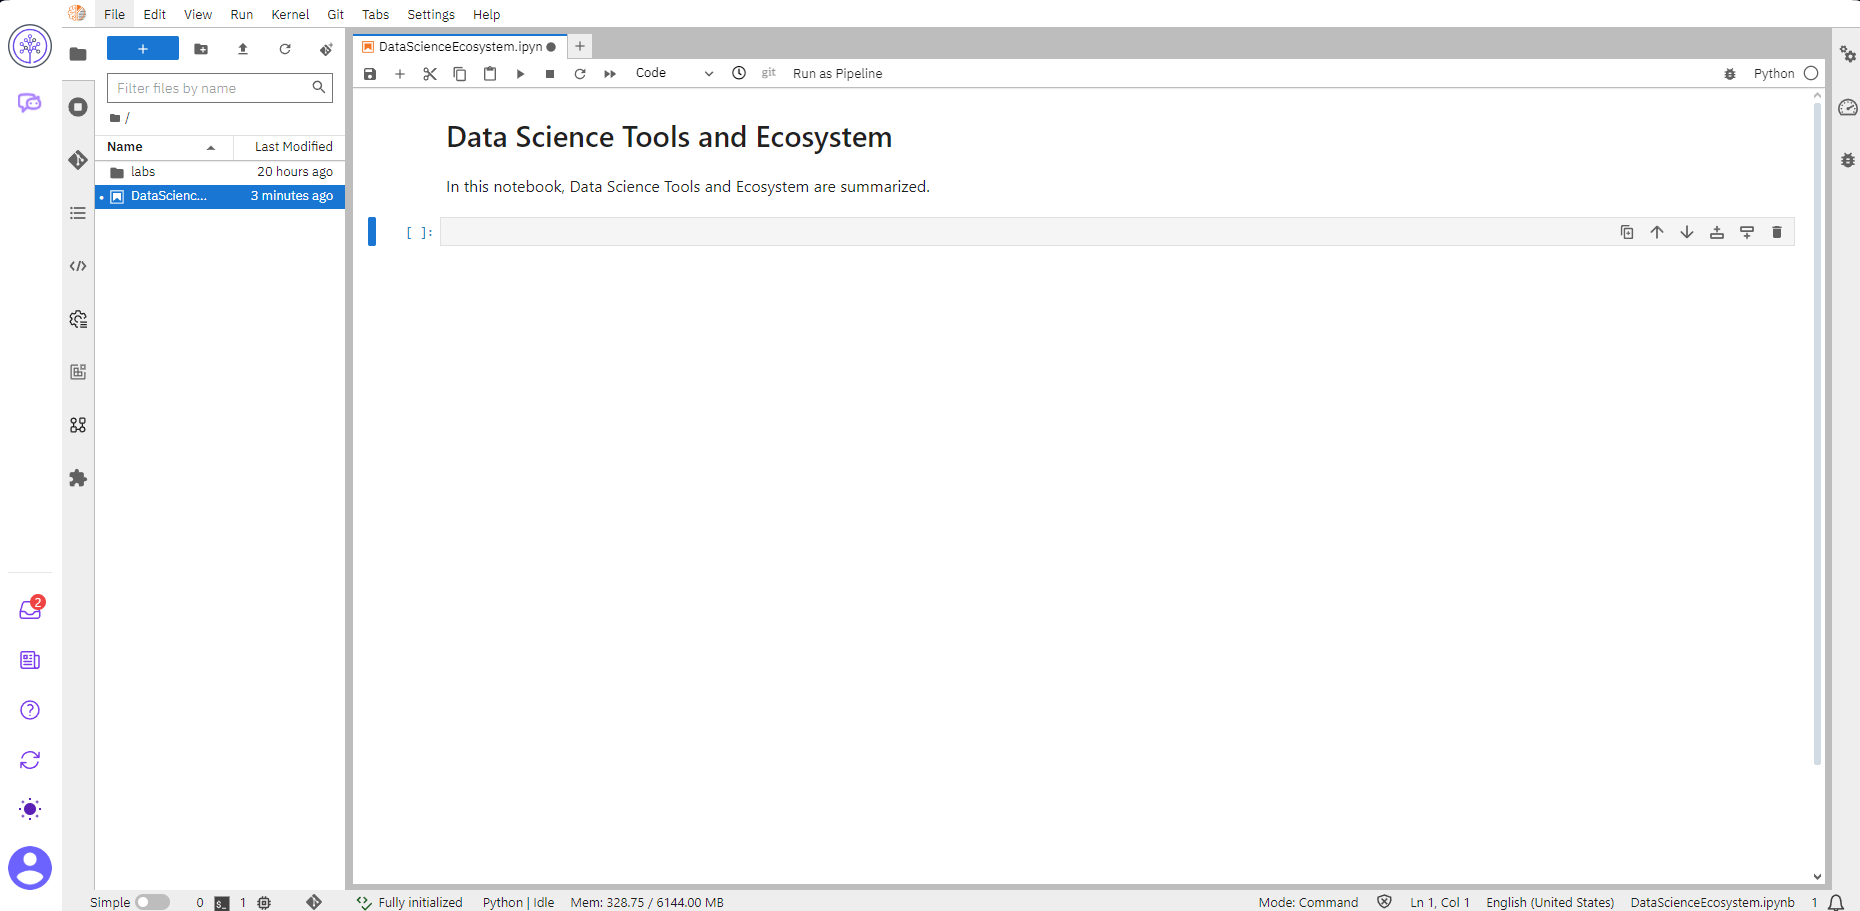 File Edit View Run Kernel Git Tabs Settings Help
DataScienceEcosystem.ipyn
Code git Run as Pipeline Python
Filter files by name
/
Name Last Modified
labs 20 hours ago
DataScienc... 3 minutes ago
Data Science Tools and Ecosystem
In this notebook, Data Science Tools and Ecosystem are summarized.
[ ]:
2
Simple 0 $_ 1 Fully initialized Python | Idle Mem: 328.75 / 6144.00 MB Mode: Command Ln 1, Col 1 English (United States) DataScienceEcosystem.ipynb 1